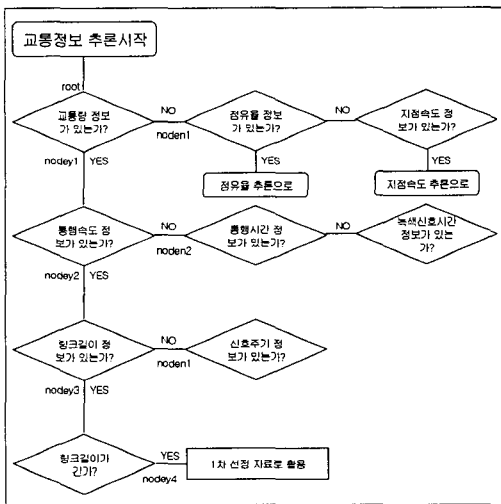 교통정보 추론시작
root
교통량 정보
가 있는가?
NO
noden1
점유율 정보
가 있는가?
NO
지점속도 정
보가 있는가?
nodey1
YES
YES
YES
점유율 추론으로
지점속도 추론으로
통행속도 정
보가 있는가?
NO
noden2
통행시간 정
보가 있는가?
NO
녹색신호시간
정보가 있는
가?
nodey2
YES
링크길이 정
보가 있는가?
NO
noden1
신호주기 정
보가 있는가?
nodey3
YES
링크길이가
긴가?
YES
nodey4
1차 선정 자료로 활용